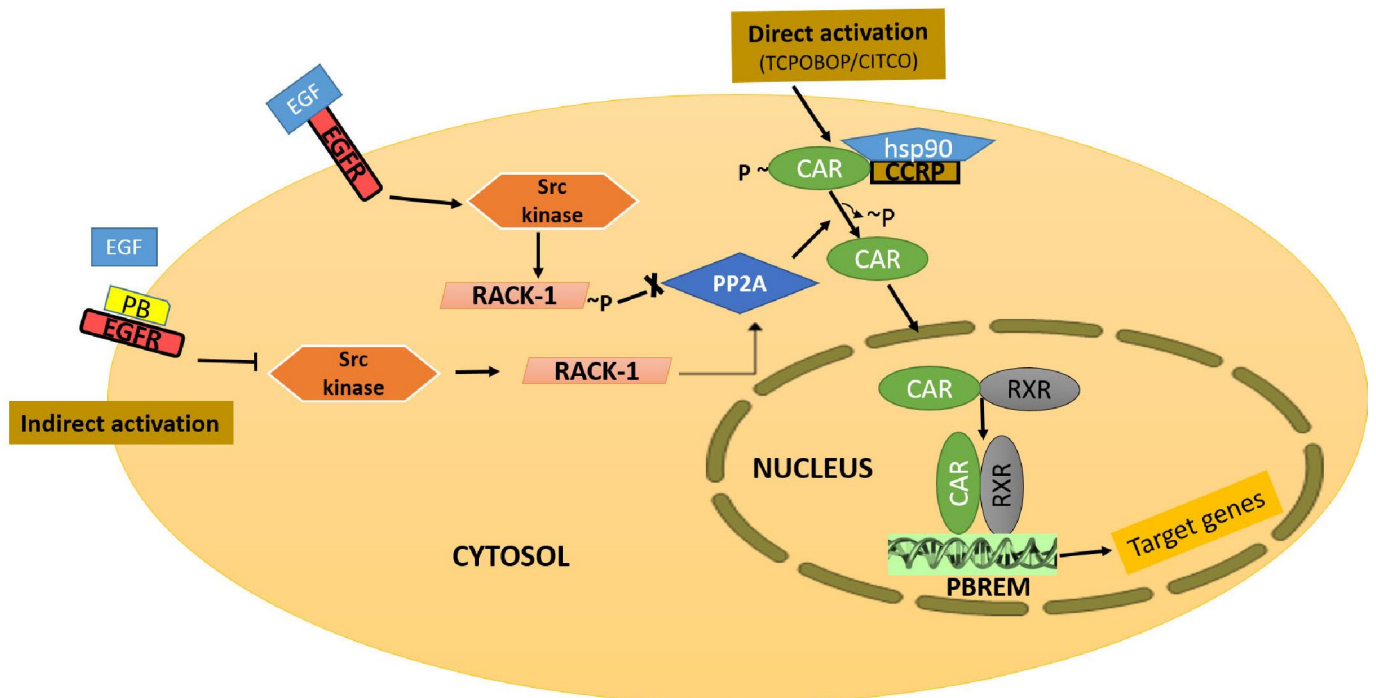 Direct activation
(TCPOBOP/CITCO)
EGF
EGFR
hsp90
CCRP
P ~
CAR
~P
Src
kinase
CAR
EGF
PB
EGFR
RACK-1
~P
PP2A
Src
kinase
RACK-1
Indirect activation
CAR
RXR
NUCLEUS
CAR
RXR
Target genes
CYTOSOL
PBREM